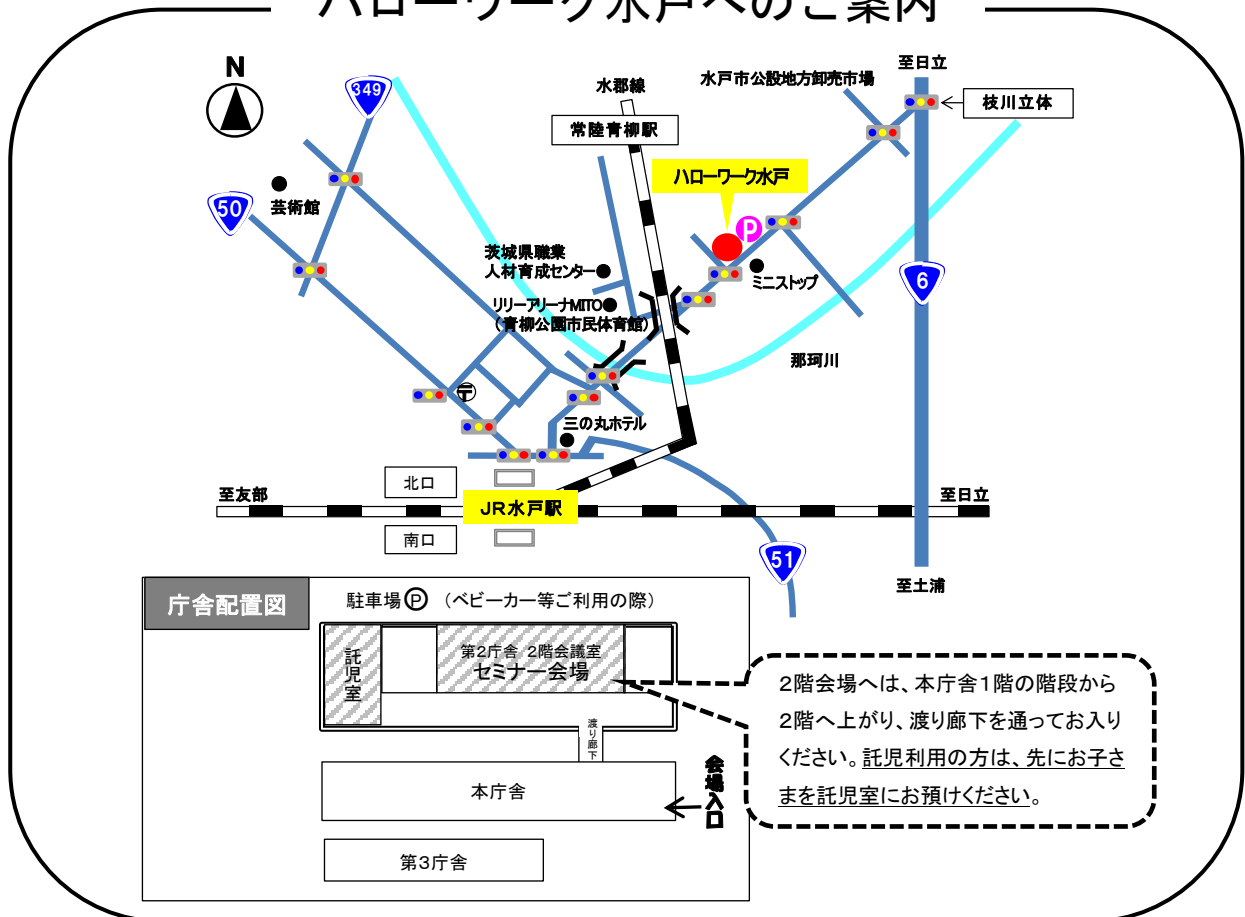 ハローワーク水戸へのご案内
N
349
水郡線
水戸市公設地方卸売市場
至日立
枝川立体
常陸青柳駅
ハローワーク水戸
50
芸術館
P
茨城県職業
人材育成センター
ミニストップ
6
リリーアリーナMITO
(青柳公園市民体育館)
那珂川
〒
三の丸ホテル
北口
至友部
JR水戸駅
至日立
南口
51
至土浦
庁舎配置図
駐車場Ⓟ (ベビーカー等ご利用の際)
託児室
第2庁舎 2階会議室
セミナー会場
渡り廊下
2階会場へは、本庁舎1階の階段から
2階へ上がり、渡り廊下を通ってお入り
ください。託児利用の方は、先にお子さ
まを託児室にお預けください。
会場入口
本庁舎
第3庁舎